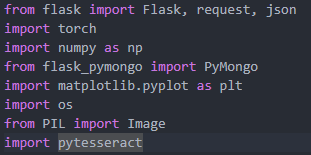 from flask import Flask, request, json
import torch
import numpy as np
from flask_pymongo import PyMongo
import matplotlib.pyplot as plt
import os
from PIL import Image
import pytesseract